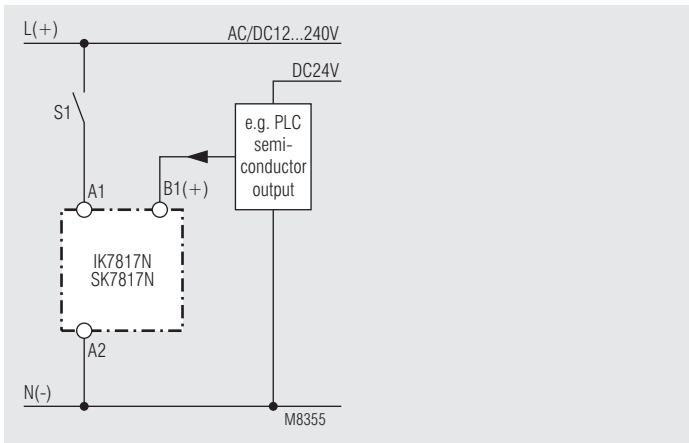 L(+)
AC/DC12...240V
DC24V
S1
e.g. PLC
semi-
conductor
output
A1
B1(+)
IK7817N
SK7817N
A2
N(-)
M8355